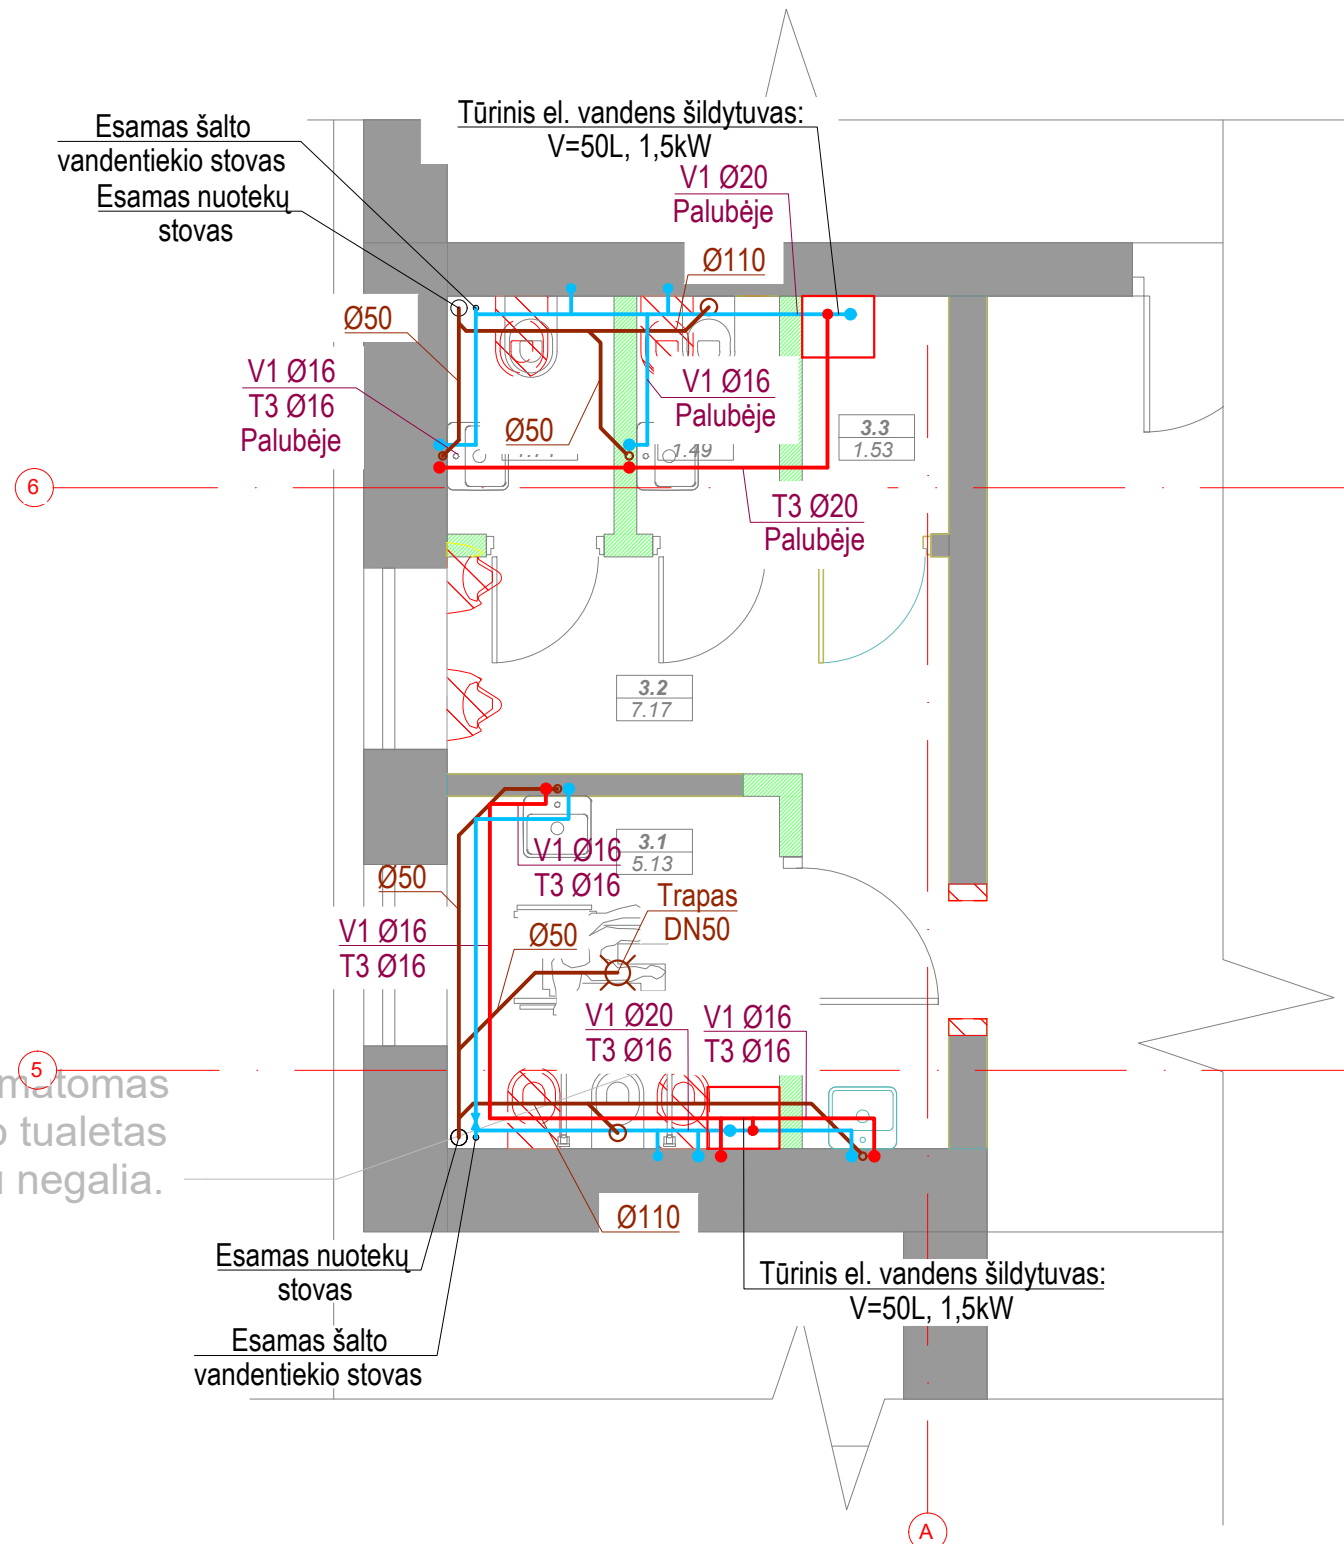 Esamas šalto
vandentiekio stovas
Esamas nuotekų
stovas
Tūrinis el. vandens šildytuvas:
V=50L, 1,5kW
V1 Ø20
Palubėje
Ø110
Ø50
V1 Ø16
T3 Ø16
Palubėje
V1 Ø16
Palubėje
Ø50
1.49
3.3
1.53
6
T3 Ø20
Palubėje
3.2
7.17
3.1
5.13
V1 Ø16
T3 Ø16
Ø50
Trapas
DN50
V1 Ø16
T3 Ø16
Ø50
V1 Ø20
T3 Ø16
V1 Ø16
T3 Ø16
5
matomas
tualetas
negalia.
Ø110
Esamas nuotekų
stovas
Tūrinis el. vandens šildytuvas:
V=50L, 1,5kW
Esamas šalto
vandentiekio stovas
A